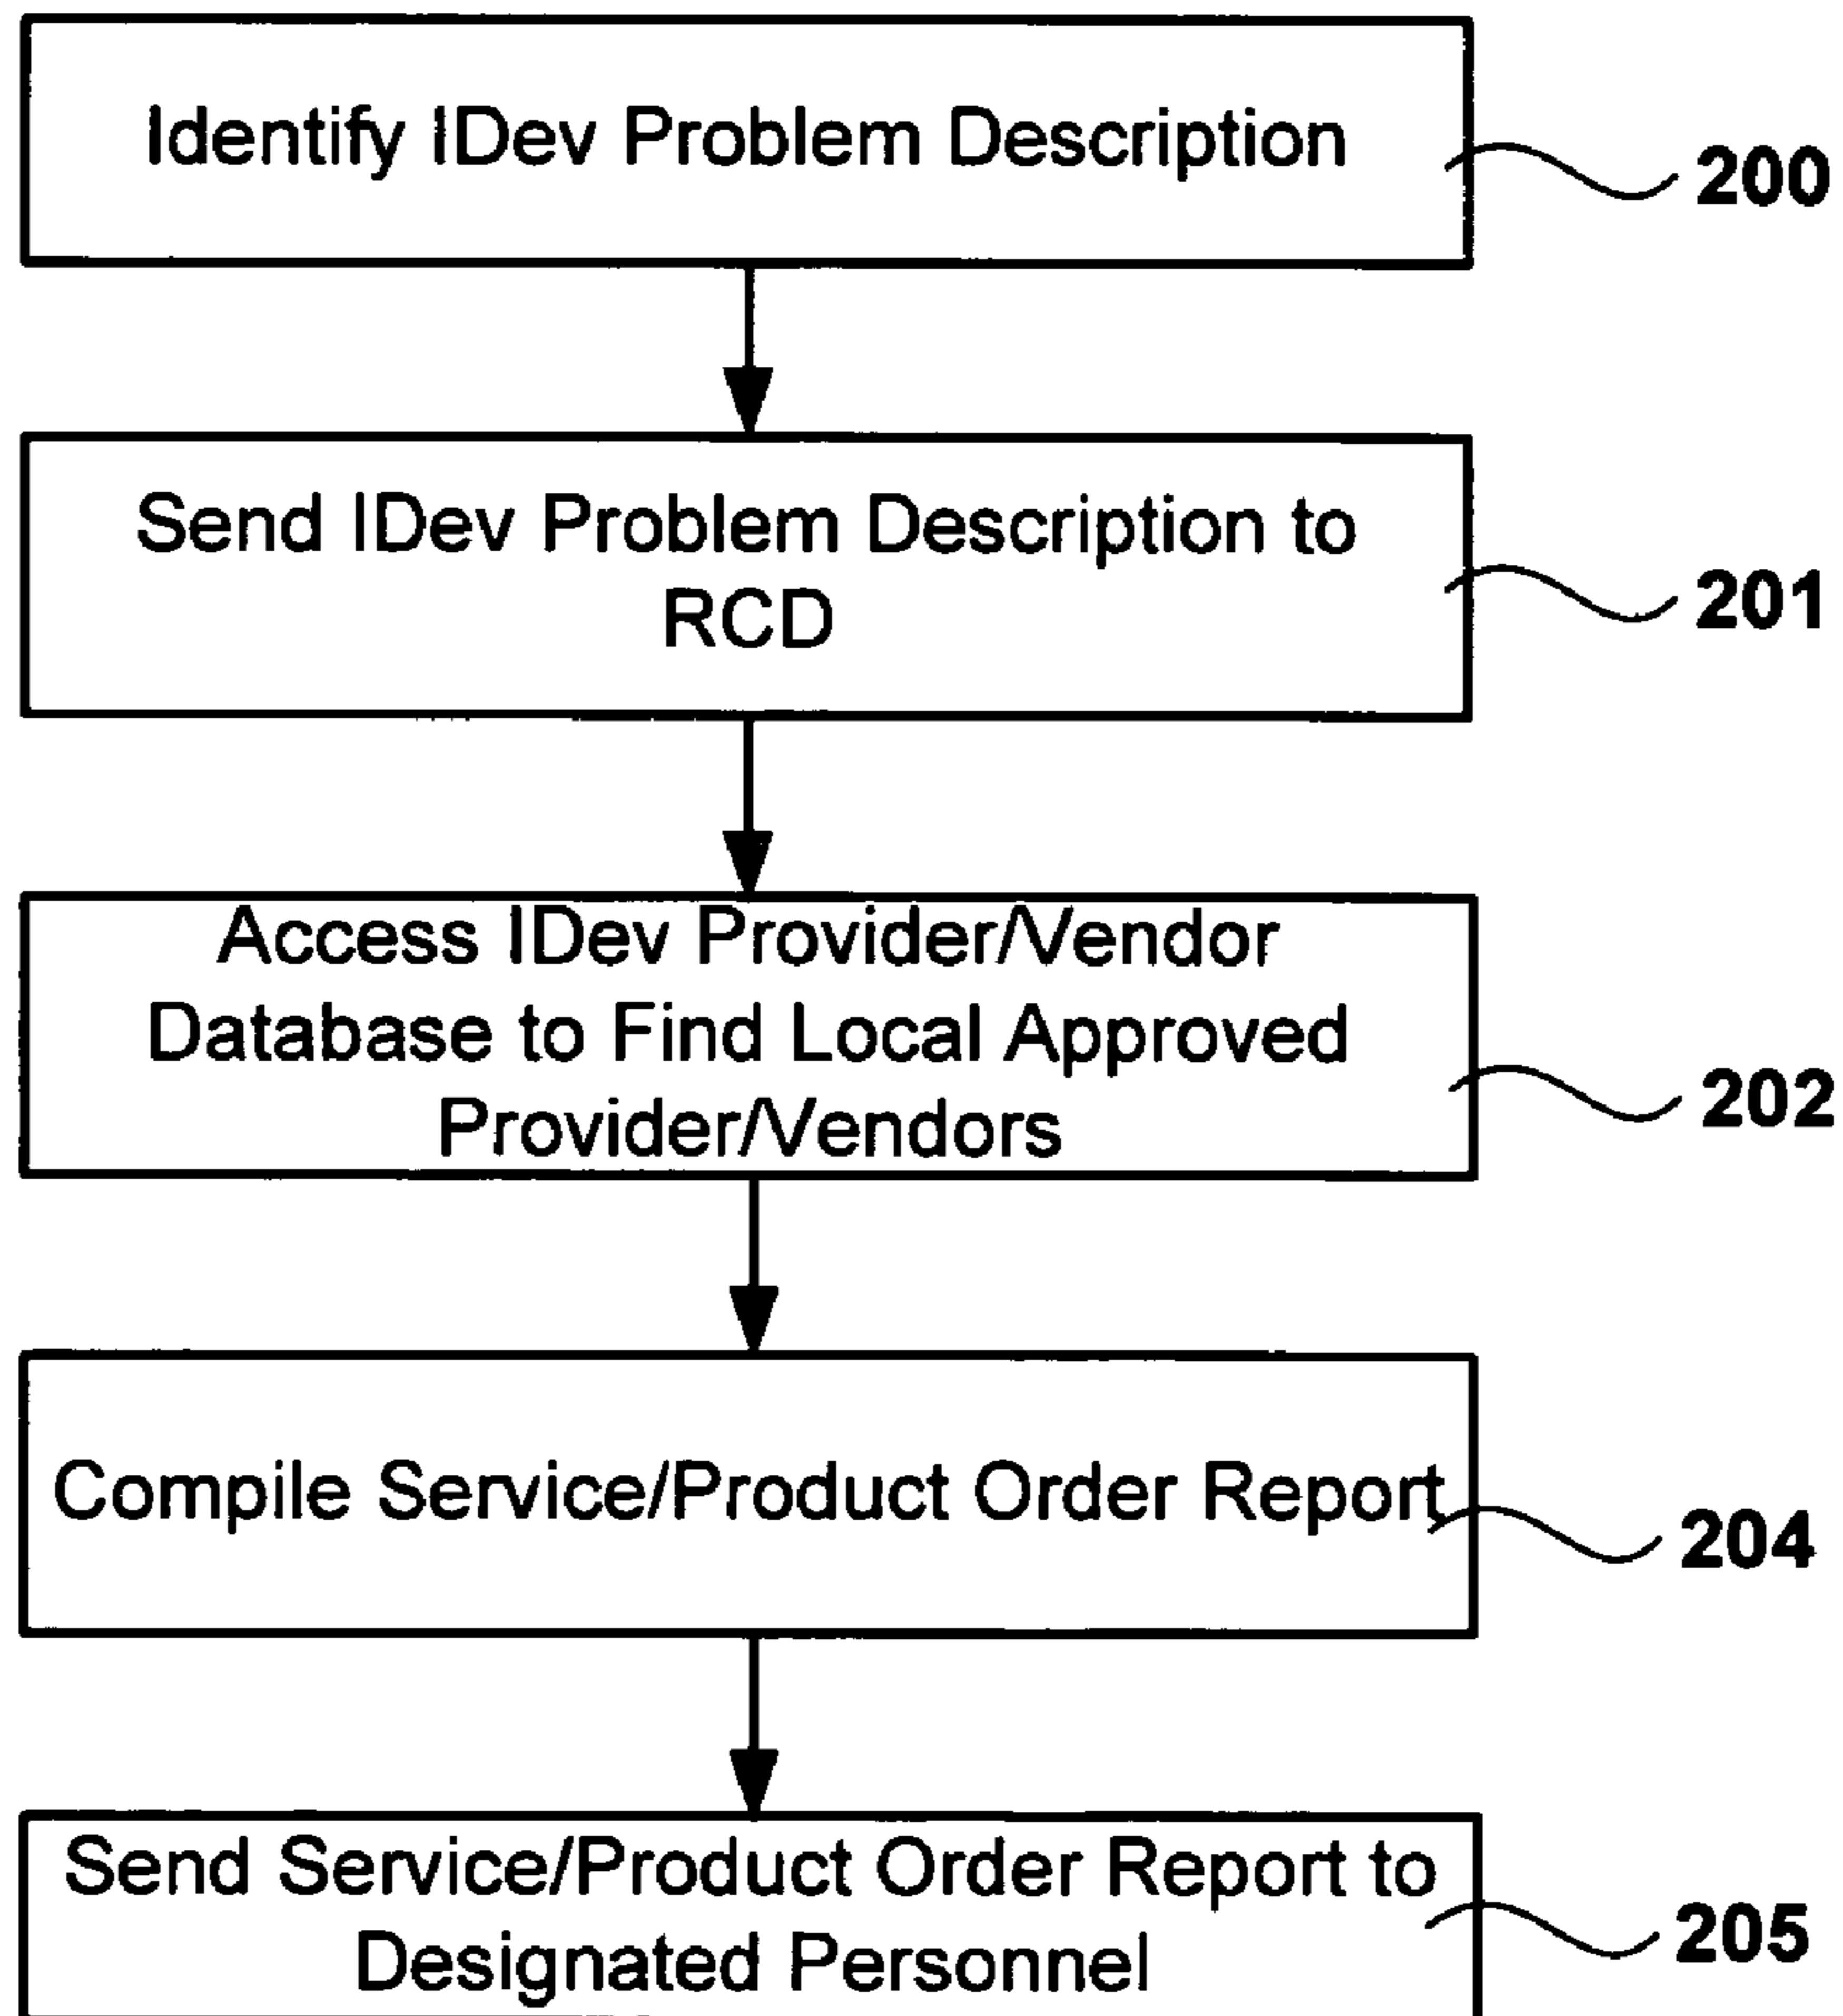 Identify IDev Problem Description
200
Send IDev Problem Description to
RCD
201
Access IDev Provider/Vendor
Database to Find Local Approved
Provider/Vendors
202
Compile Service/Product Order Report
204
Send Service/Product Order Report to
Designated Personnel
205